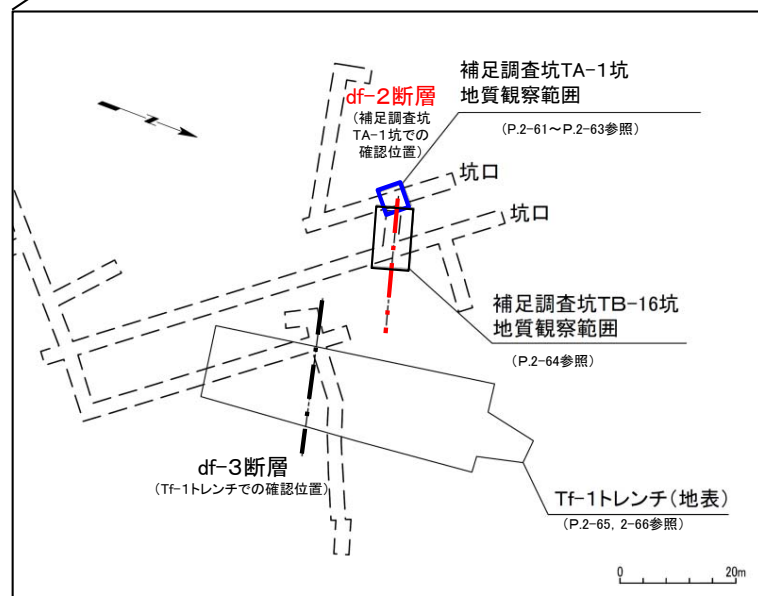 補足調査坑TA-1坑
地質観察範囲
(P.2-61～P.2-63参照)
df-2断層
(補足調査坑
TA-1坑での
確認位置)
N
坑口
坑口
補足調査坑TB-16坑
地質観察範囲
(P.2-64参照)
df-3断層
(Tf-1トレンチでの確認位置)
Tf-1トレンチ(地表)
(P.2-65, 2-66参照)
0 20m